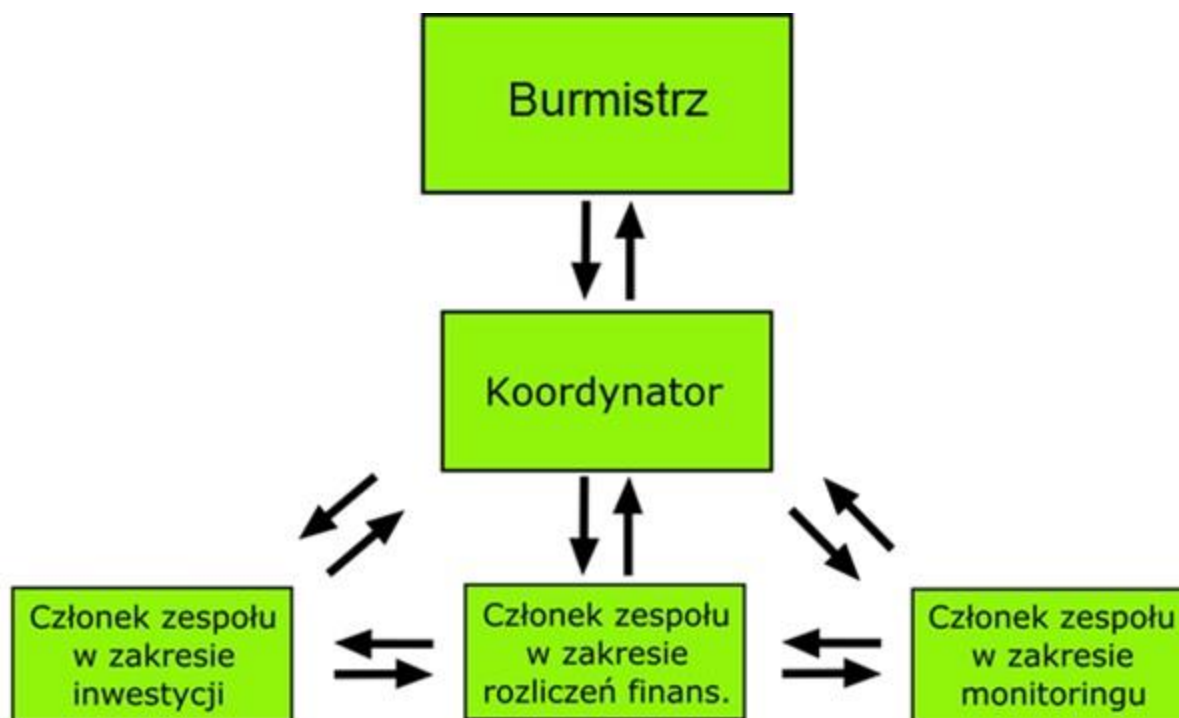 Burmistrz
Koordynator
Członek zespołu
w zakresie
inwestycji
Członek zespołu
w zakresie
rozliczeń finans.
Członek zespołu
w zakresie
monitoringu